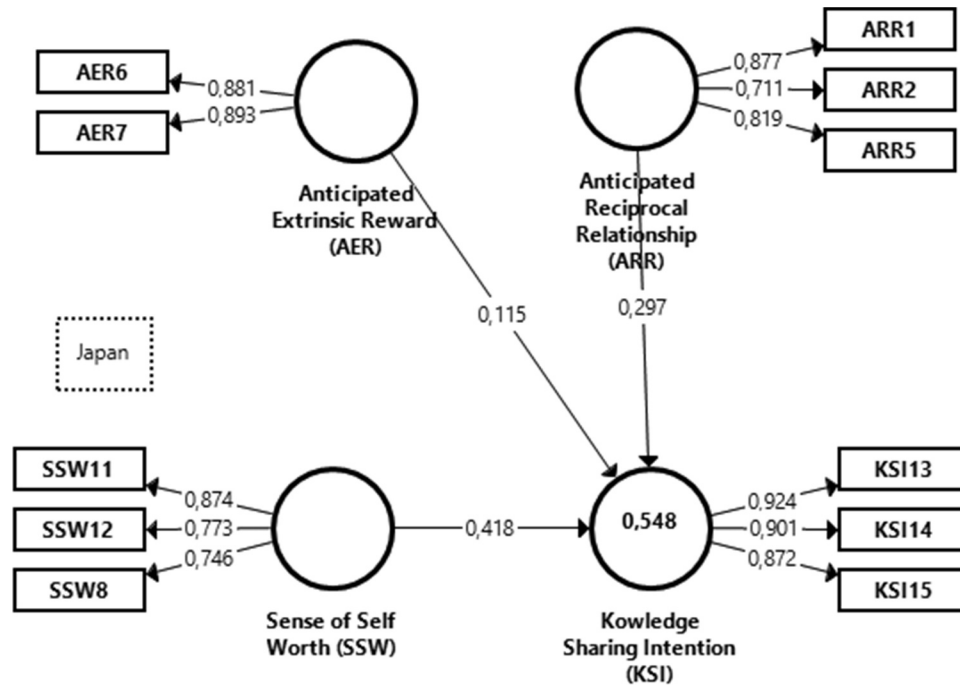 AER6
AER7
0,881
0,893
Anticipated
Extrinsic Reward
(AER)
ARR1
ARR2
ARR5
0,877
0,711
0,819
Anticipated
Reciprocal
Relationship
(ARR)
0,115
0,297
Japan
SSW11
SSW12
SSW8
0,874
0,773
0,746
Sense of Self
Worth (SSW)
0,418
0,548
Kowledge
Sharing Intention
(KSI)
0,924
0,901
0,872
KSI13
KSI14
KSI15